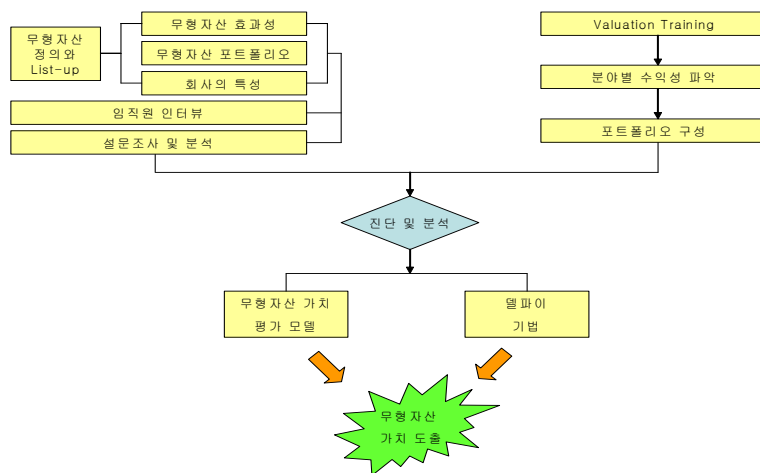 무형자산
정의와
List-up
무형자산 효과성
무형자산 포트폴리오
회사의 특성
임직원 인터뷰
설문조사 및 분석
Valuation Training
분야별 수익성 파악
포트폴리오 구성
진단 및 분석
무형자산 가치
평가 모델
델파이
기법
무형자산
가치 도출